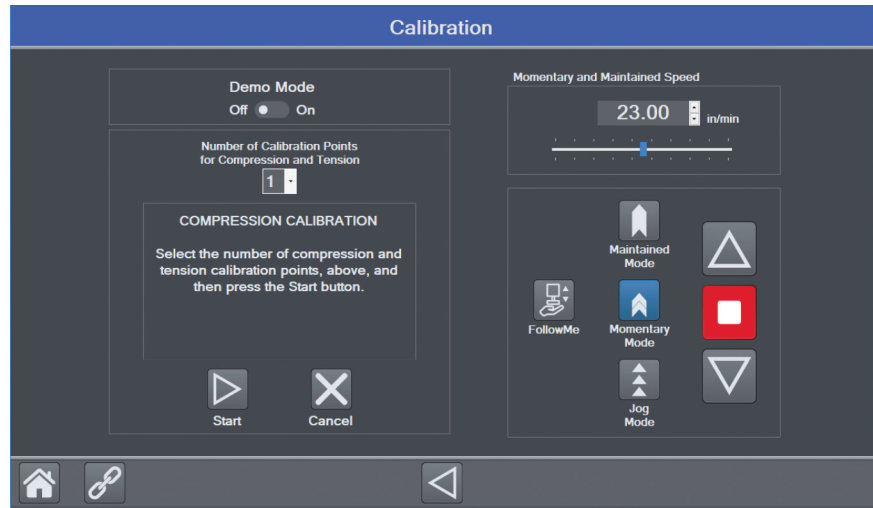 Calibration
Demo Mode
Off On
Number of Calibration Points
for Compression and Tension
1
COMPRESSION CALIBRATION
Select the number of compression and
tension calibration points, above, and
then press the Start button.
Start
Cancel
Momentary and Maintained Speed
23.00 in/min
Maintained
Mode
FollowMe
Momentary
Mode
Jog
Mode